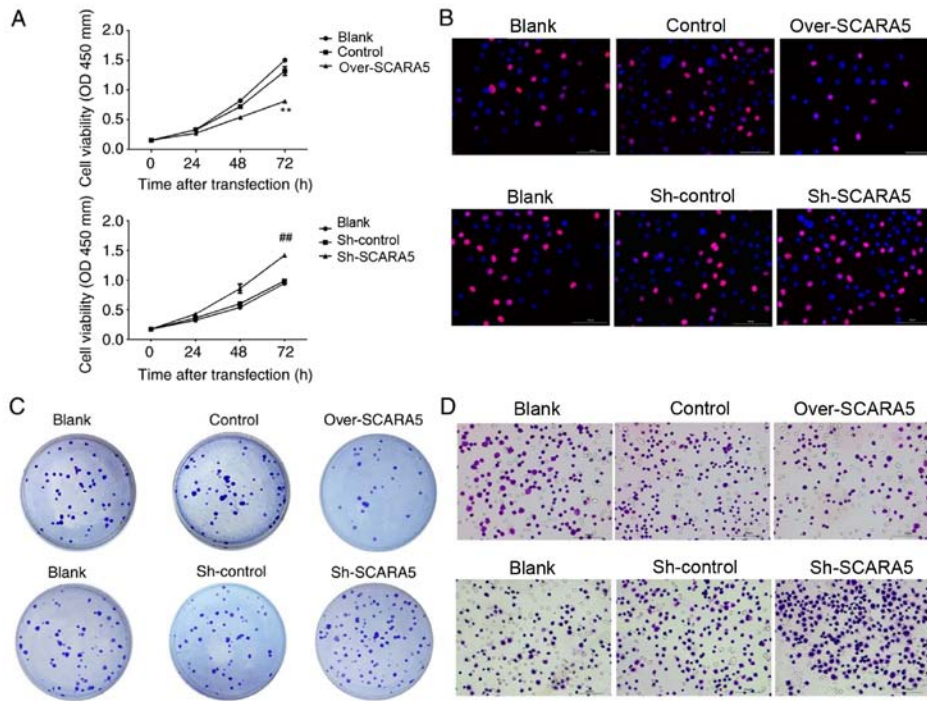 A
Cell viability (OD 450 mm)
2.0
1.5
1.0
0.5
0.0
0 24 48 72
Time after transfection (h)
Blank
Control
Over-SCARA5
**
Cell viability (OD 450 mm)
2.0
1.5
1.0
0.5
0.0
0 24 48 72
Time after transfection (h)
##
Blank
Sh-control
Sh-SCARA5
B
Blank Control Over-SCARA5
Blank Sh-control Sh-SCARA5
C
Blank Control Over-SCARA5
Blank Sh-control Sh-SCARA5
D
Blank Control Over-SCARA5
Blank Sh-control Sh-SCARA5